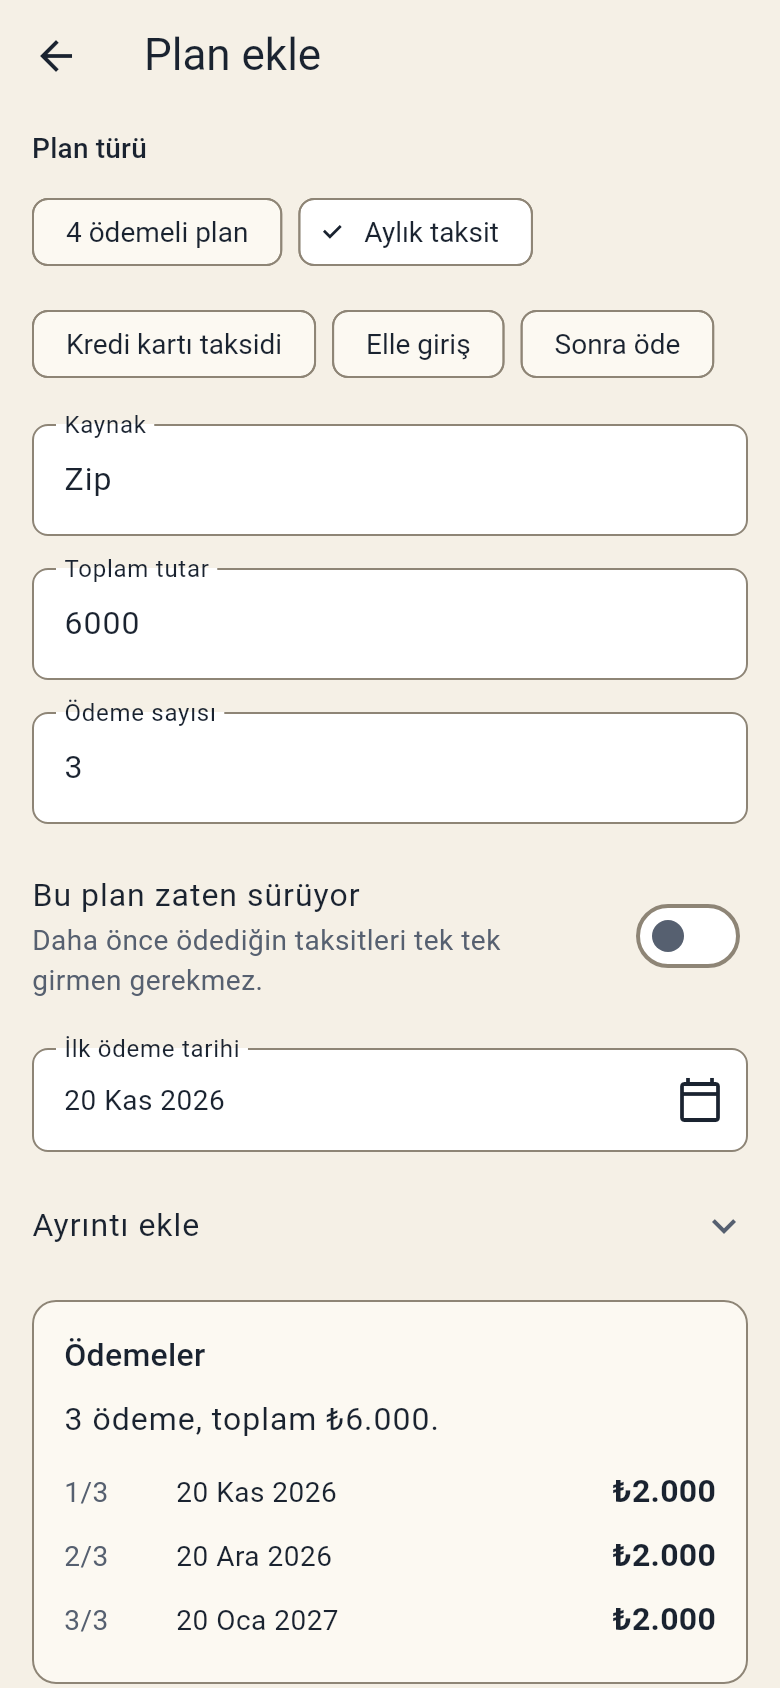 Plan ekle
Plan türü
4 ödemeli plan
Aylık taksit
Kredi kartı taksidi
Elle giriş
Sonra öde
Kaynak
Zip
Toplam tutar
6000
Ödeme sayısı
3
Bu plan zaten sürüyor
Daha önce ödediğin taksitleri tek tek
girmen gerekmez.
İlk ödeme tarihi
20 Kas 2026
Ayrıntı ekle
Ödemeler
3 ödeme, toplam ₺6.000.
1/3 20 Kas 2026 ₺2.000
2/3 20 Ara 2026 ₺2.000
3/3 20 Oca 2027 ₺2.000